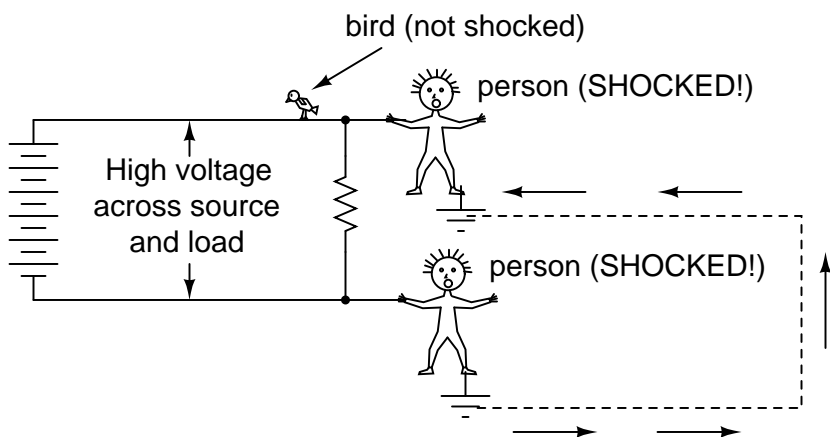 bird (not shocked)
person (SHOCKED!)
High voltage
across source
and load
person (SHOCKED!)